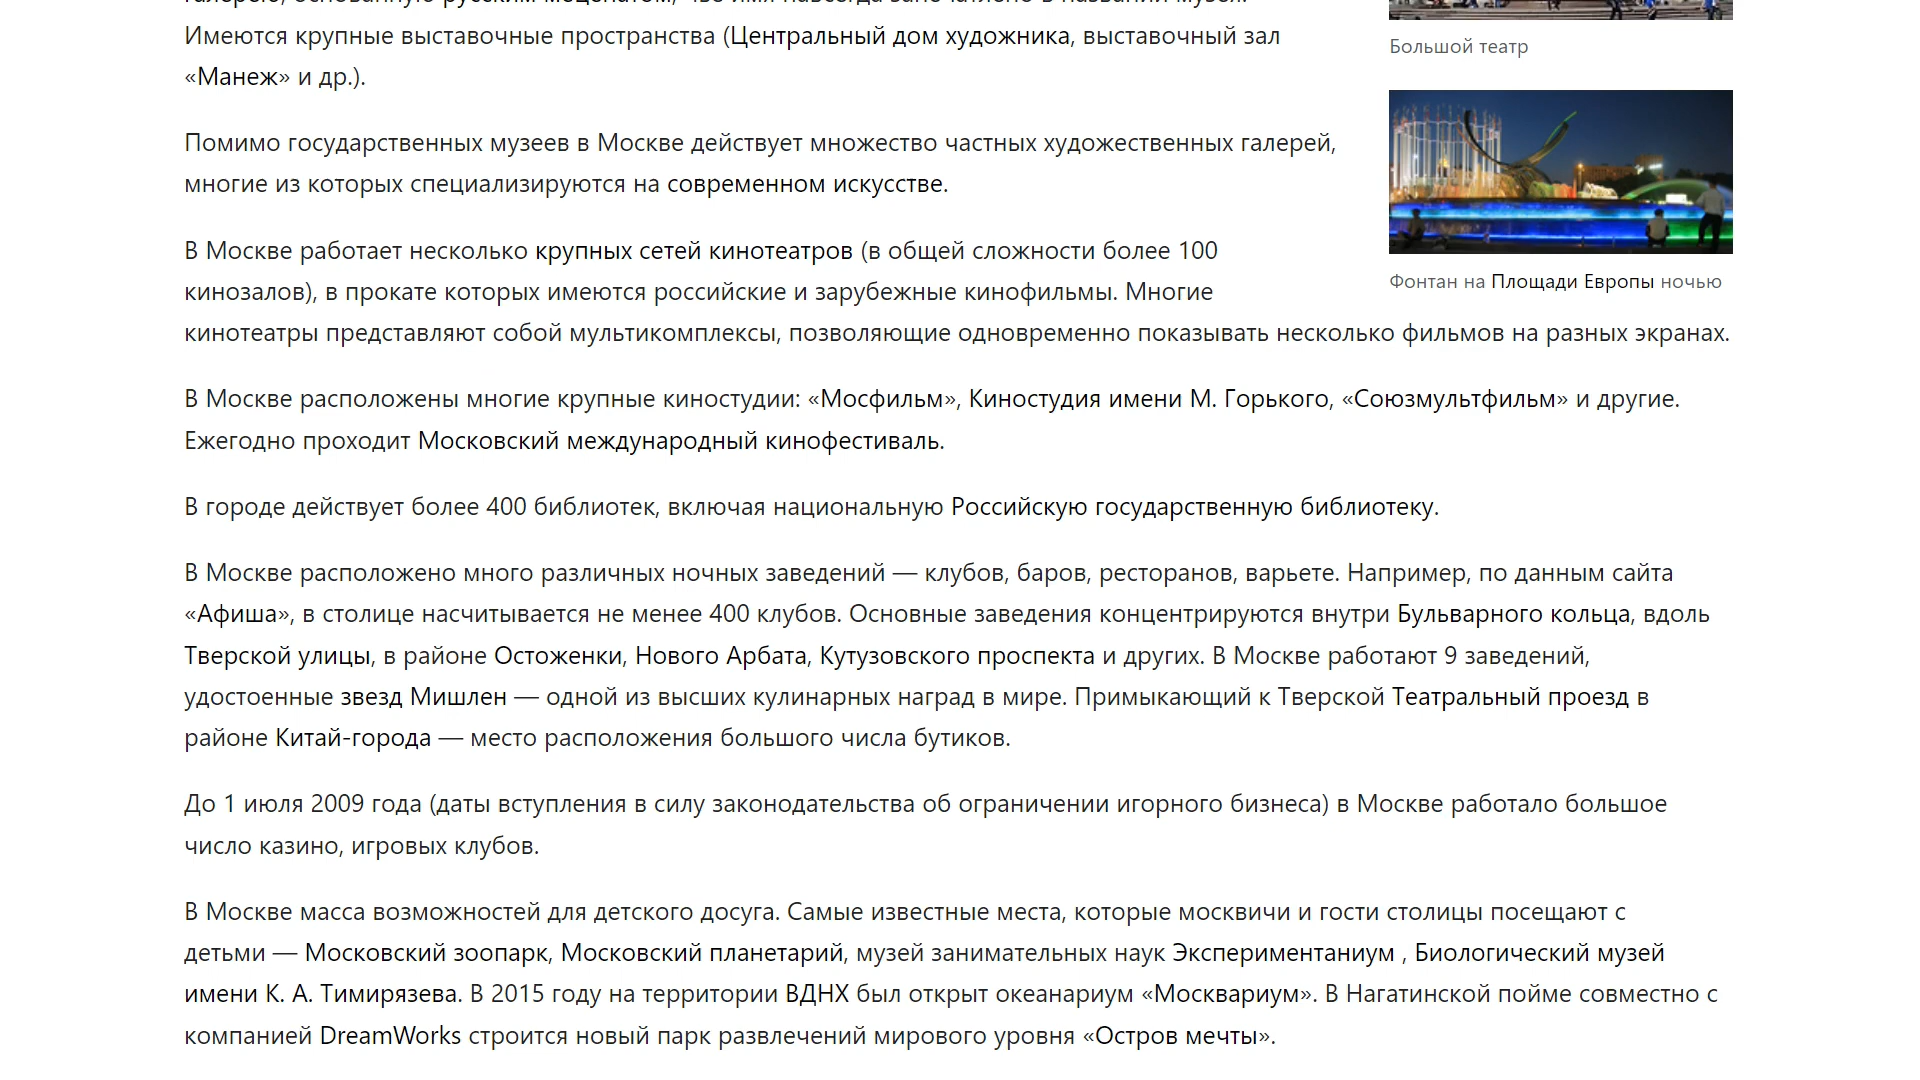 галерею, основанную русским меценатом, чьё имя навсегда запечатлено в названии музея.
Имеются крупные выставочные пространства (Центральный дом художника, выставочный зал
«Манеж» и др.).
Большой театр
Помимо государственных музеев в Москве действует множество частных художественных галерей,
многие из которых специализируются на современном искусстве.
В Москве работает несколько крупных сетей кинотеатров (в общей сложности более 100
кинозалов), в прокате которых имеются российские и зарубежные кинофильмы. Многие
Фонтан на Площади Европы ночью
кинотеатры представляют собой мультикомплексы, позволяющие одновременно показывать несколько фильмов на разных экранах.
В Москве расположены многие крупные киностудии: «Мосфильм», Киностудия имени М. Горького, «Союзмультфильм» и другие.
Ежегодно проходит Московский международный кинофестиваль.
В городе действует более 400 библиотек, включая национальную Российскую государственную библиотеку.
В Москве расположено много различных ночных заведений — клубов, баров, ресторанов, варьете. Например, по данным сайта
«Афиша», в столице насчитывается не менее 400 клубов. Основные заведения концентрируются внутри Бульварного кольца, вдоль
Тверской улицы, в районе Остоженки, Нового Арбата, Кутузовского проспекта и других. В Москве работают 9 заведений,
удостоенные звезд Мишлен — одной из высших кулинарных наград в мире. Примыкающий к Тверской Театральный проезд в
районе Китай-города — место расположения большого числа бутиков.
До 1 июля 2009 года (даты вступления в силу законодательства об ограничении игорного бизнеса) в Москве работало большое
число казино, игровых клубов.
В Москве масса возможностей для детского досуга. Самые известные места, которые москвичи и гости столицы посещают с
детьми — Московский зоопарк, Московский планетарий, музей занимательных наук Экспериментаниум , Биологический музей
имени К. А. Тимирязева. В 2015 году на территории ВДНХ был открыт океанариум «Москвариум». В Нагатинской пойме совместно с
компанией DreamWorks строится новый парк развлечений мирового уровня «Остров мечты».